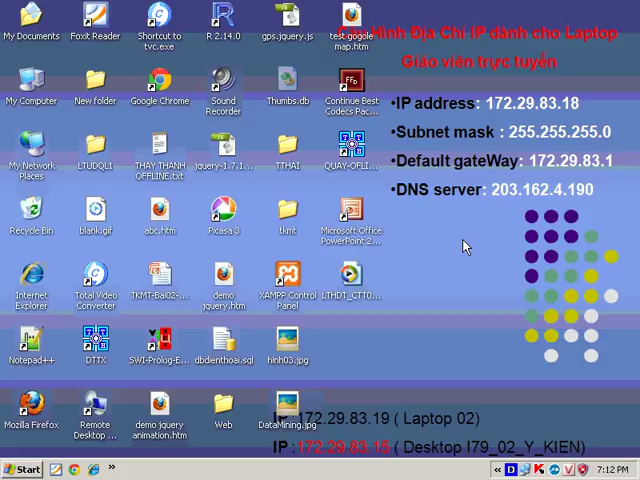 My Documents
Foxit Reader
Shortcut to
tvc.exe
R 2.14.0
gps.jquery.js
test gogole
map.htm
Cấu Hình Địa Chỉ IP dành cho Laptop
Giáo viên trực tuyến
My Computer
New folder
Google Chrome
Sound
Recorder
Thumbs.db
Continue Best
Codecs Pac...
•IP address: 172.29.83.18
•Subnet mask : 255.255.255.0
•Default gateWay: 172.29.83.1
•DNS server: 203.162.4.190
My Network
Places
LTUDQL1
THAY THANH
OFFLINE.txt
jquery-1.7.1...
TTHAI
QUAY-OFLI...
Recycle Bin
blank.gif
abc.htm
Picasa 3
tkmt
Microsoft Office
PowerPoint 2...
Internet
Explorer
Total Video
Converter
TKMT-Bai02-...
demo
jquery.htm
XAMPP Control
Panel
LTHDT_CTT0...
Notepad++
DTTX
SWI-Prolog-E...
dbdienthoai.sql
hinh03.jpg
Mozilla Firefox
Remote
Desktop ...
demo jquery
animation.htm
Web
DataMining.jpg
IP :172.29.83.19 ( Laptop 02)
IP :172.29.83.15 ( Desktop I79_02_Y_KIEN)
Start
7:12 PM